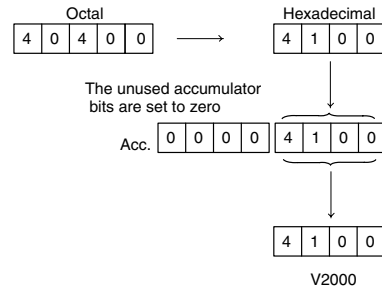 Octal
Hexadecimal
4 0 4 0 0
4 1 0 0
The unused accumulator
bits are set to zero
Acc.
0 0 0 0 4 1 0 0
4 1 0 0
V2000